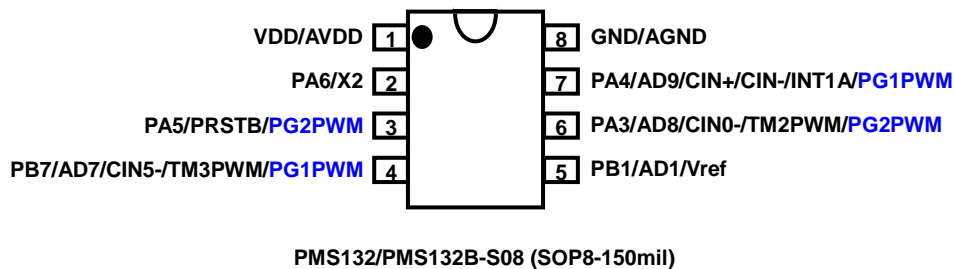 VDD/AVDD 1 8 GND/AGND
PA6/X2 2 7 PA4/AD9/CIN+/CIN-/INT1A/PG1PWM
PA5/PRSTB/PG2PWM 3 6 PA3/AD8/CIN0-/TM2PWM/PG2PWM
PB7/AD7/CIN5-/TM3PWM/PG1PWM 4 5 PB1/AD1/Vref
PMS132/PMS132B-S08 (SOP8-150mil)